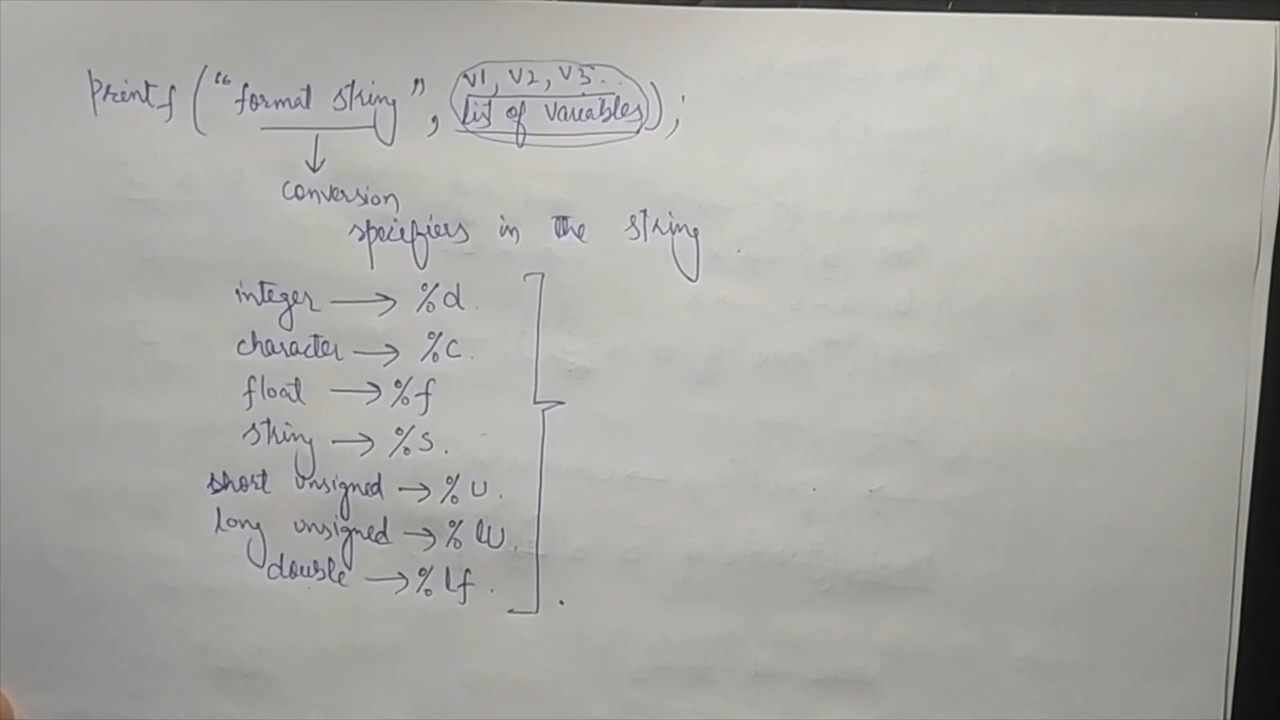 printf ("format string", v1, v2, v3..
list of variables);
conversion
specifiers in the string
integer → %d.
character → %c.
float → %f
string → %s.
short unsigned → %u.
long unsigned → %lu.
double → %lf.